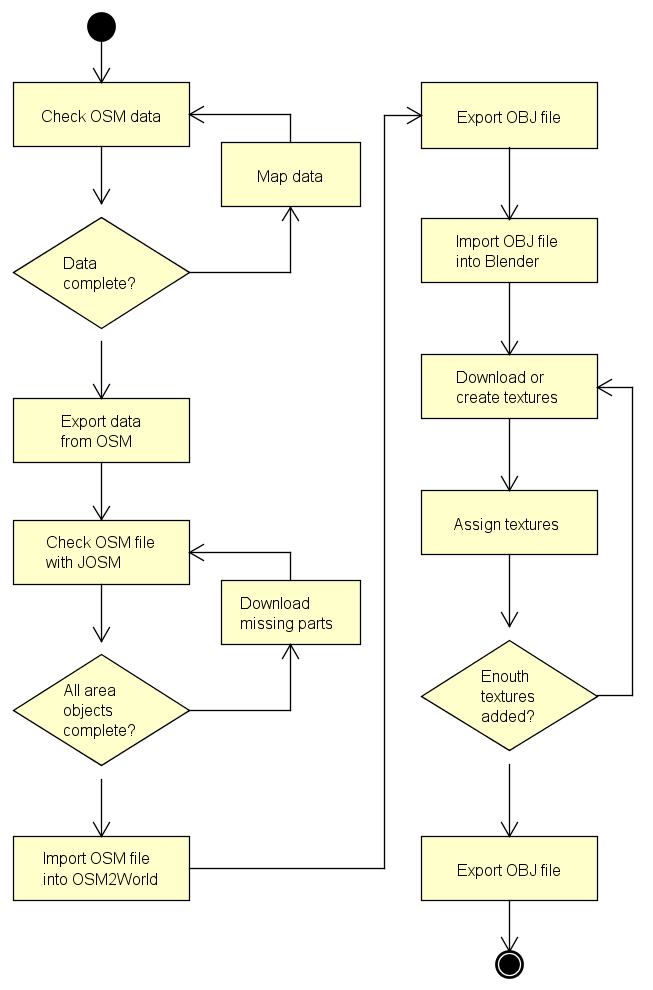 Check OSM data
Map data
Data
complete?
Export data
from OSM
Check OSM file
with JOSM
Download
missing parts
All area
objects
complete?
Import OSM file
into OSM2World
Export OBJ file
Import OBJ file
into Blender
Download or
create textures
Assign textures
Enouth
textures
added?
Export OBJ file